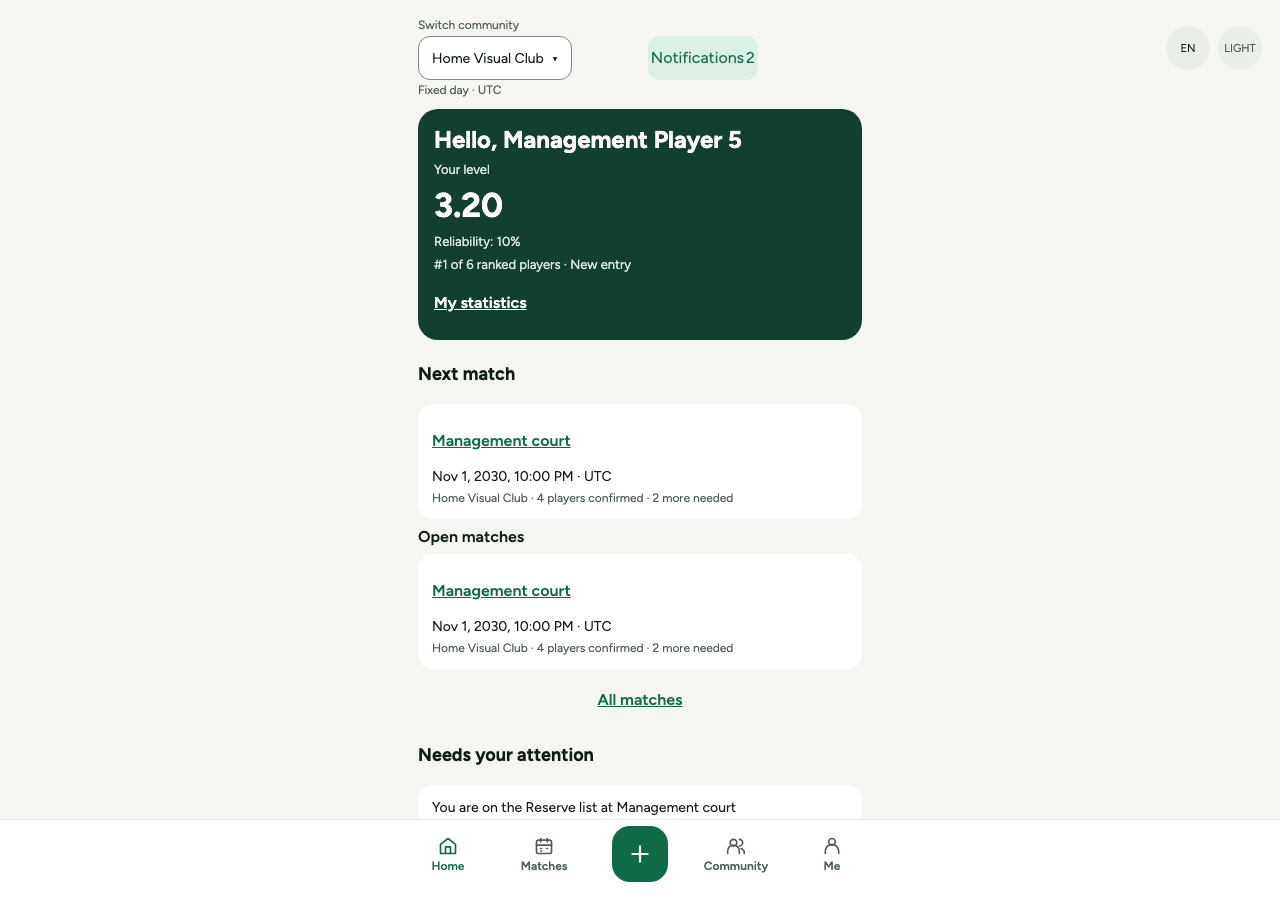 Switch community
Home Visual Club
Notifications 2
EN
LIGHT
Fixed day · UTC
Hello, Management Player 5
Your level
3.20
Reliability: 10%
#1 of 6 ranked players · New entry
My statistics
Next match
Management court
Nov 1, 2030, 10:00 PM · UTC
Home Visual Club · 4 players confirmed · 2 more needed
Open matches
Management court
Nov 1, 2030, 10:00 PM · UTC
Home Visual Club · 4 players confirmed · 2 more needed
All matches
Needs your attention
You are on the Reserve list at Management court
Home
Matches
Community
Me